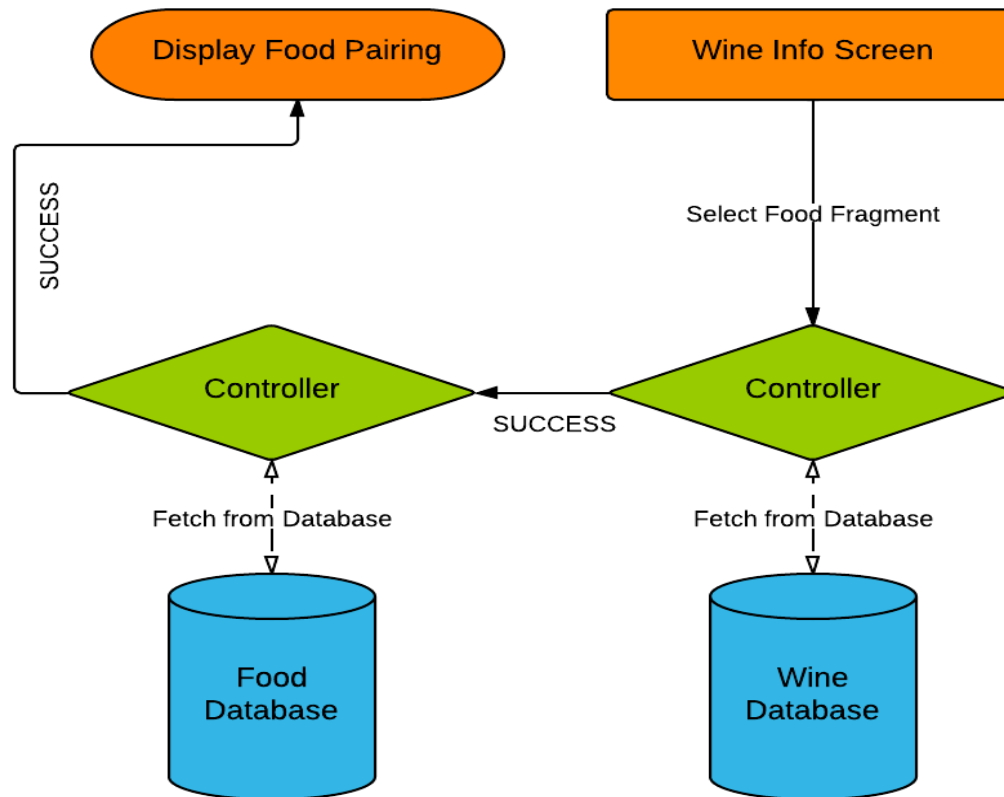 Display Food Pairing
Wine Info Screen
SUCCESS
Select Food Fragment
Controller
Controller
SUCCESS
Fetch from Database
Fetch from Database
Food
Database
Wine
Database